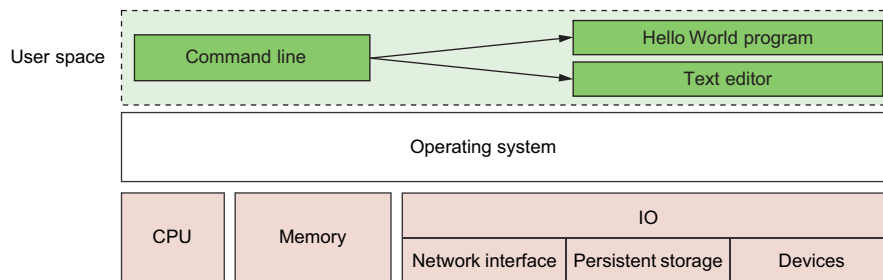 User space
Command line
Hello World program
Text editor
Operating system
CPU
Memory
IO
Network interface
Persistent storage
Devices